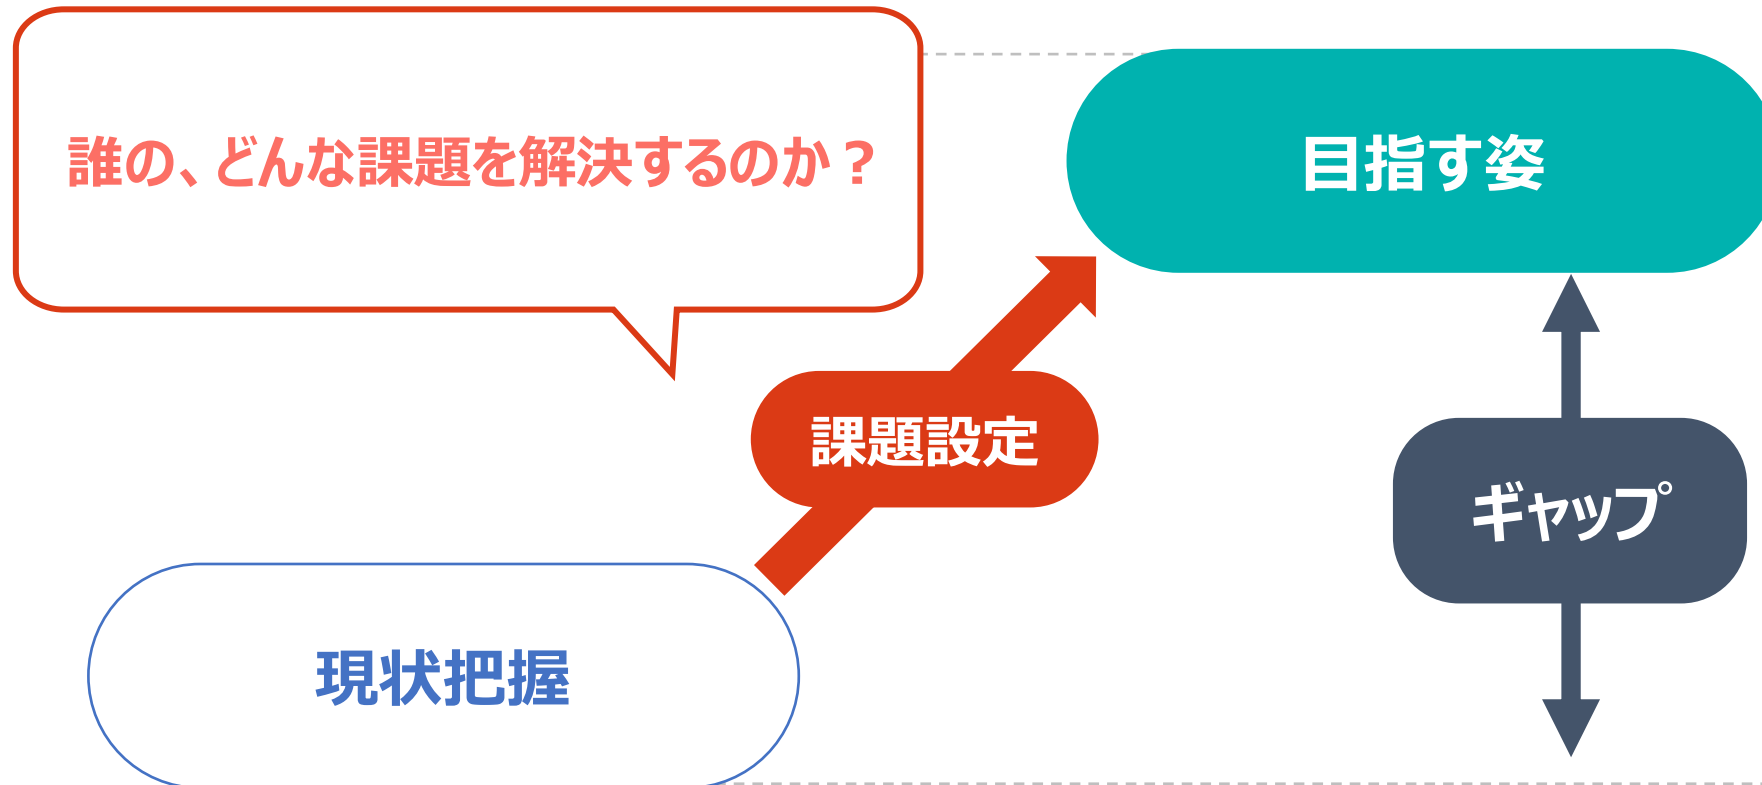 誰の、どんな課題を解決するのか？
目指す姿
課題設定
ギャップ
現状把握